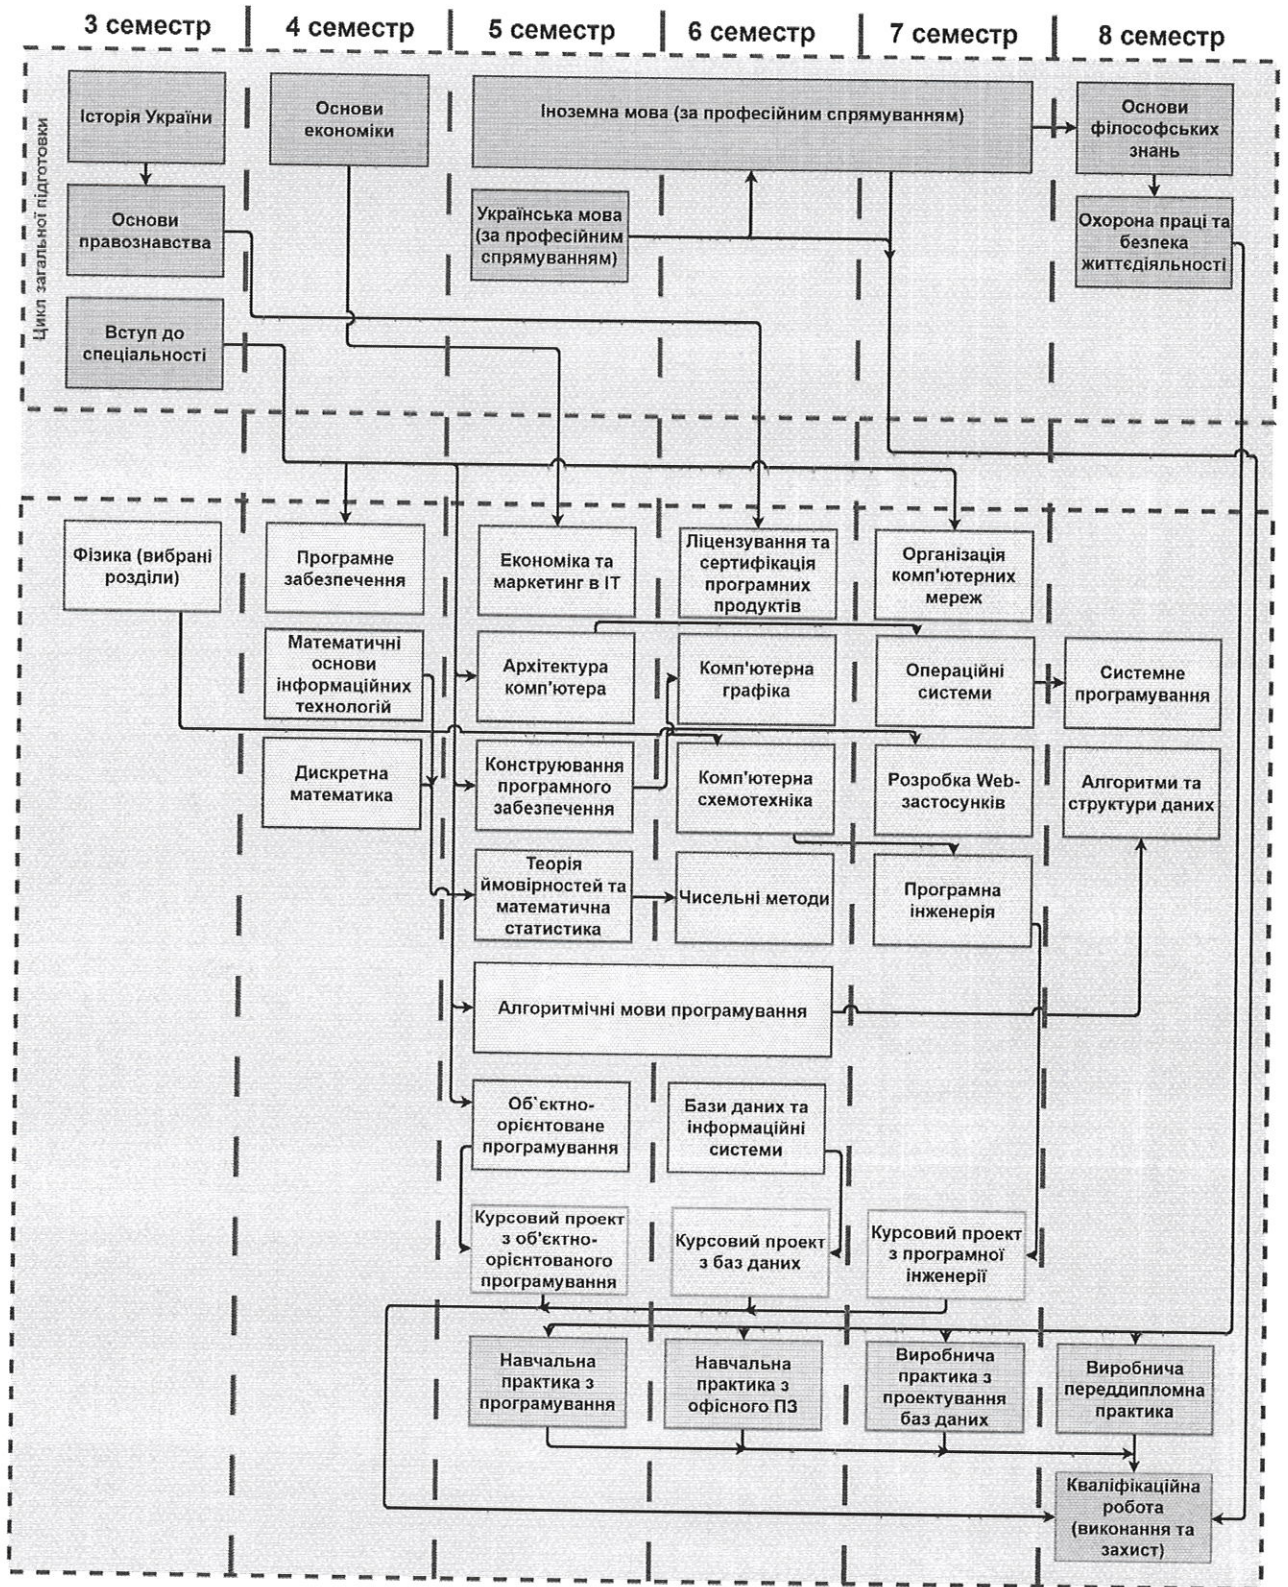 3 семестр
4 семестр
5 семестр
6 семестр
7 семестр
8 семестр
Цикл загальної підготовки
Історія України
Основи
економіки
Іноземна мова (за професійним спрямуванням)
Основи
філософських
знань
Основи
правознавства
Українська мова
(за професійним
спрямуванням)
Охорона праці та
безпека
життєдіяльності
Вступ до
спеціальності
Фізика (вибрані
розділи)
Програмне
забезпечення
Економіка та
маркетинг в ІТ
Ліцензування та
сертифікація
програмних
продуктів
Організація
комп'ютерних
мереж
Математичні
основи
інформаційних
технологій
Архітектура
комп'ютера
Комп'ютерна
графіка
Операційні
системи
Системне
програмування
Дискретна
математика
Конструювання
програмного
забезпечення
Комп'ютерна
схемотехніка
Розробка Web-
застосунків
Алгоритми та
структури даних
Теорія
ймовірностей та
математична
статистика
Чисельні методи
Програмна
інженерія
Алгоритмічні мови програмування
Об`єктно-
орієнтоване
програмування
Бази даних та
інформаційні
системи
Курсовий проект
з об'єктно-
орієнтованого
програмування
Курсовий проект
з баз даних
Курсовий проект
з програмної
інженерії
Навчальна
практика з
програмування
Навчальна
практика з
офісного ПЗ
Виробнича
практика з
проектування
баз даних
Виробнича
переддипломна
практика
Кваліфікаційна
робота
(виконання та
захист)